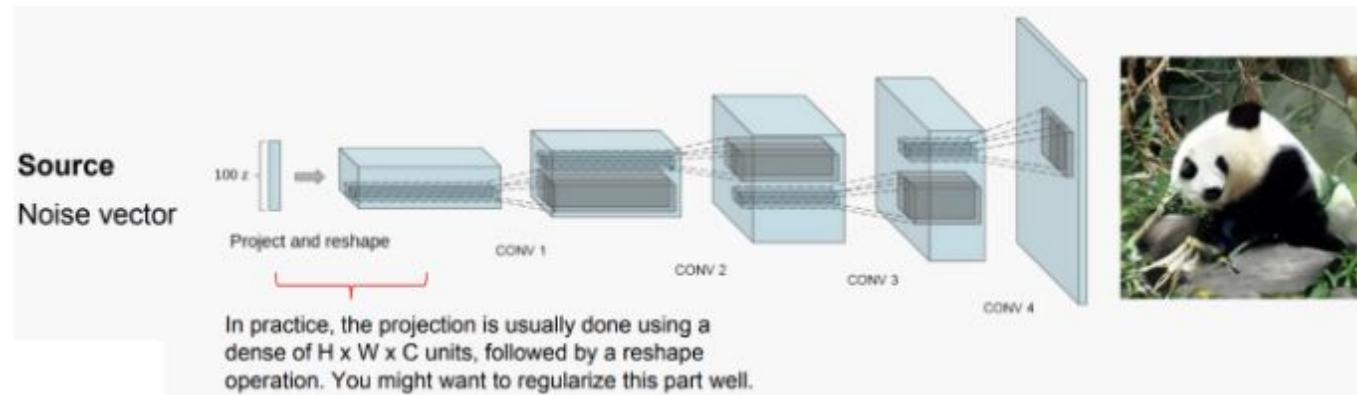 Source
Noise vector
100 z
Project and reshape
CONV 1
CONV 2
CONV 3
CONV 4
In practice, the projection is usually done using a
dense of H x W x C units, followed by a reshape
operation. You might want to regularize this part well.